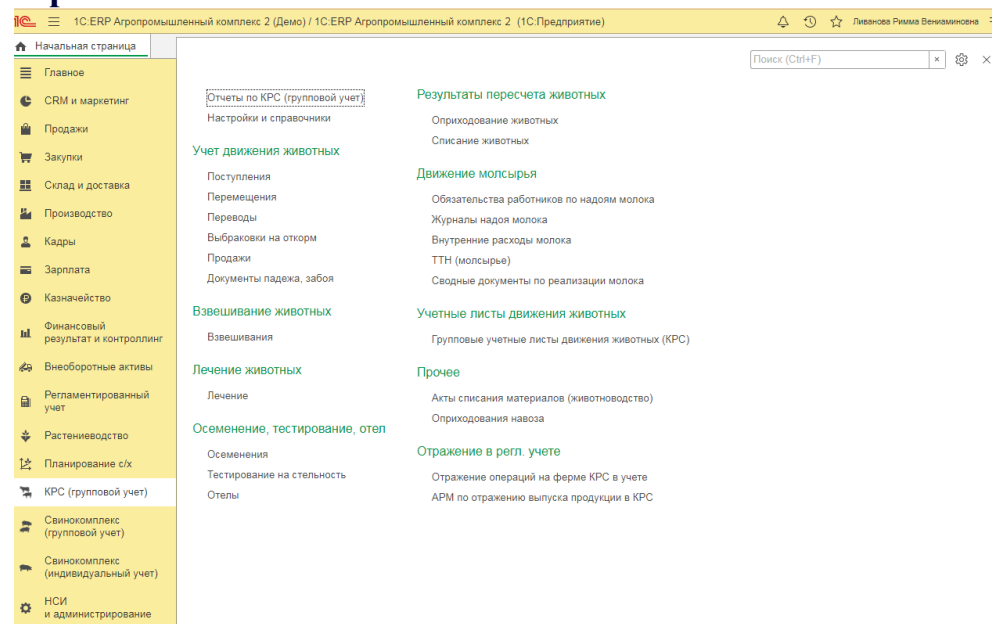 1С:ERP Агропромышленный комплекс 2 (Демо) / 1С:ERP Агропромышленный комплекс 2 (1С:Предприятие)
Ливанова Римма Вениаминовна
Начальная страница
Поиск (Ctrl+F)
Главное
CRM и маркетинг
Продажи
Закупки
Склад и доставка
Производство
Кадры
Зарплата
Казначейство
Финансовый
результат и контроллинг
Внеоборотные активы
Регламентированный
учет
Растениеводство
Планирование с/х
КРС (групповой учет)
Свинокомплекс
(групповой учет)
Свинокомплекс
(индивидуальный учет)
НСИ
и администрирование
Отчеты по КРС (групповой учет)
Настройки и справочники
Учет движения животных
Поступления
Перемещения
Переводы
Выбраковки на откорм
Продажи
Документы падежа, забоя
Взвешивание животных
Взвешивания
Лечение животных
Лечение
Осеменение, тестирование, отел
Осеменения
Тестирование на стельность
Отелы
Результаты пересчета животных
Оприходование животных
Списание животных
Движение молсырья
Обязательства работников по надоям молока
Журналы надоя молока
Внутренние расходы молока
ТТН (молсырье)
Сводные документы по реализации молока
Учетные листы движения животных
Групповые учетные листы движения животных (КРС)
Прочее
Акты списания материалов (животноводство)
Оприходования навоза
Отражение в регл. учете
Отражение операций на ферме КРС в учете
АРМ по отражению выпуска продукции в КРС